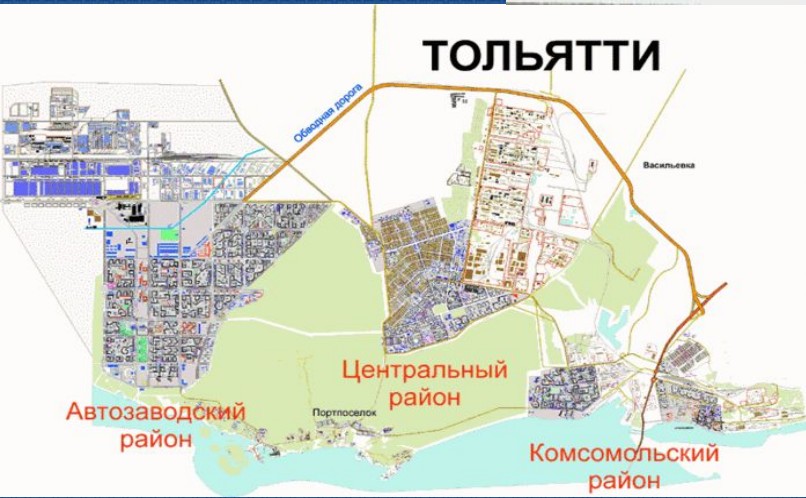 ТОЛЬЯТТИ
Обводная дорога
Васильевка
Центральный
район
Автозаводский
район
Портпоселок
Комсомольский
район